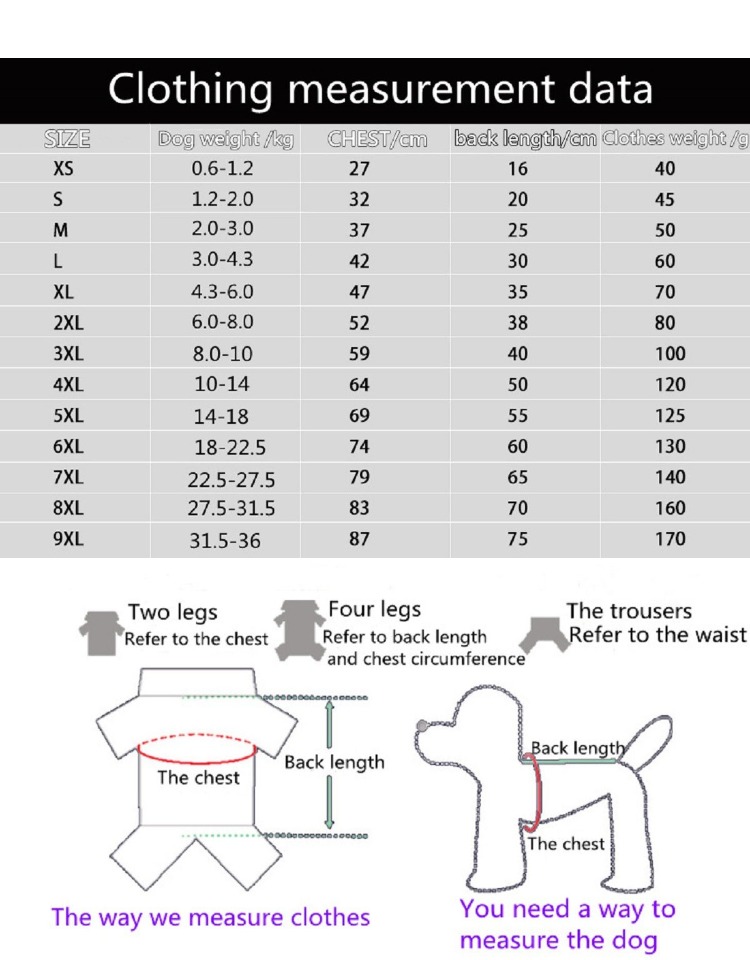 Clothing measurement data
SIZE Dog weight /kg CHEST/cm back length/cm Clothes weight /g
XS 0.6-1.2 27 16 40
S 1.2-2.0 32 20 45
M 2.0-3.0 37 25 50
L 3.0-4.3 42 30 60
XL 4.3-6.0 47 35 70
2XL 6.0-8.0 52 38 80
3XL 8.0-10 59 40 100
4XL 10-14 64 50 120
5XL 14-18 69 55 125
6XL 18-22.5 74 60 130
7XL 22.5-27.5 79 65 140
8XL 27.5-31.5 83 70 160
9XL 31.5-36 87 75 170
Two legs
Refer to the chest
Four legs
Refer to back length
and chest circumference
The trousers
Refer to the waist
The chest
Back length
Back length
The chest
The way we measure clothes
You need a way to
measure the dog